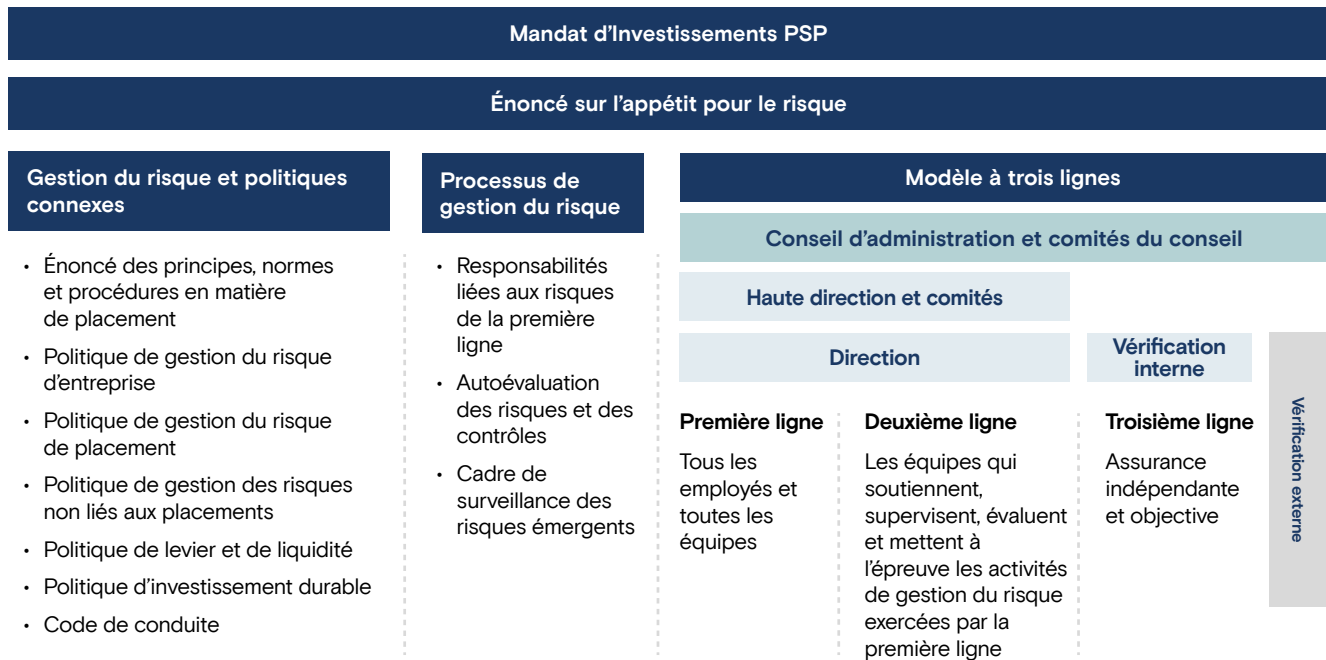 Mandat d’Investissements PSP
Énoncé sur l’appétit pour le risque
Gestion du risque et politiques
connexes
• Énoncé des principes, normes
et procédures en matière
de placement
• Politique de gestion du risque
d’entreprise
• Politique de gestion du risque
de placement
• Politique de gestion des risques
non liés aux placements
• Politique de levier et de liquidité
• Politique d’investissement durable
• Code de conduite
Processus de
gestion du risque
• Responsabilités
liées aux risques
de la première
ligne
• Autoévaluation
des risques et des
contrôles
• Cadre de
surveillance des
risques émergents
Modèle à trois lignes
Conseil d’administration et comités du conseil
Haute direction et comités
Direction
Vérification
interne
Première ligne
Tous les
employés et
toutes les
équipes
Deuxième ligne
Les équipes qui
soutiennent,
supervisent, évaluent
et mettent à
l’épreuve les activités
de gestion du risque
exercées par la
première ligne
Troisième ligne
Assurance
indépendante
et objective
Vérification externe